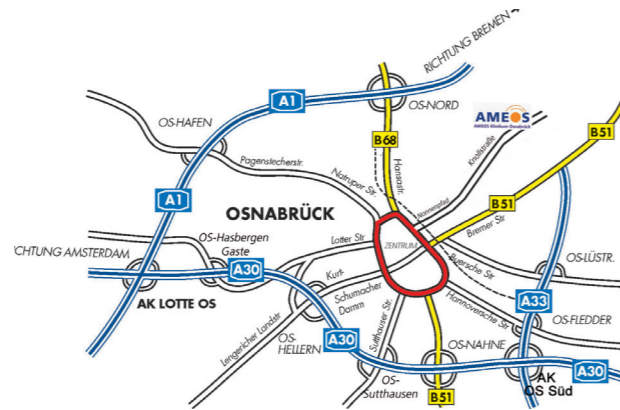 RICHTUNG BREMEN
A1
OS-NORD
AMEOS
AMEOS Klinikum Osnabrück
OS-HAFEN
B68
Knollstraße
B51
Pagenstecherstr.
Natruper Str.
Hansastr.
A1
Nonnenpfad
B51
OSNABRÜCK
Bremer Str
CHTUNG AMSTERDAM
OS-Hasbergen
Gaste
Lotter Str
ZENTRUM
Buersche Str
OS-LÜSTR.
A30
Kurt-
Schumacher
Damm
AK LOTTE OS
A33
Hannoversche Str
OS-FLEDDER
Lengericher Landstr
OS-
HELLERN
A30
Sutthauser Str.
OS-NAHNE
A30
OS-
Sutthausen
B51
AK
OS Süd